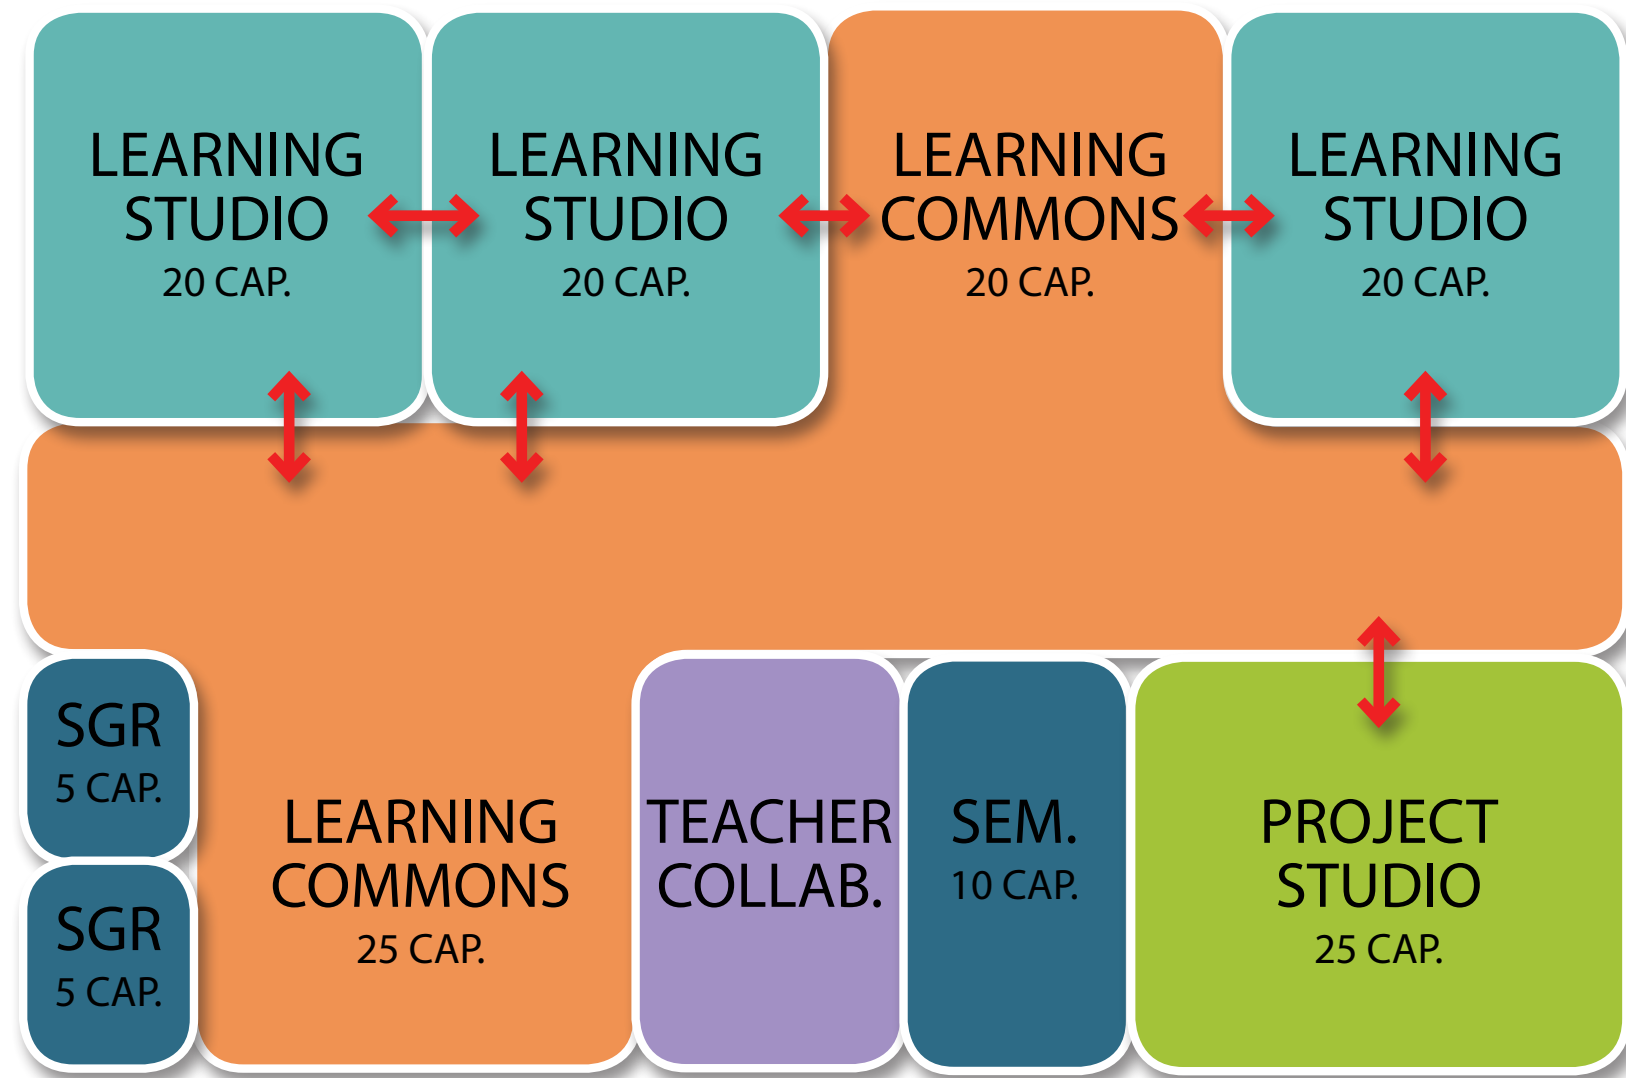 LEARNING
STUDIO
20 CAP.
LEARNING
STUDIO
20 CAP.
LEARNING
COMMONS
20 CAP.
LEARNING
STUDIO
20 CAP.
SGR
5 CAP.
SGR
5 CAP.
LEARNING
COMMONS
25 CAP.
TEACHER
COLLAB.
SEM.
10 CAP.
PROJECT
STUDIO
25 CAP.